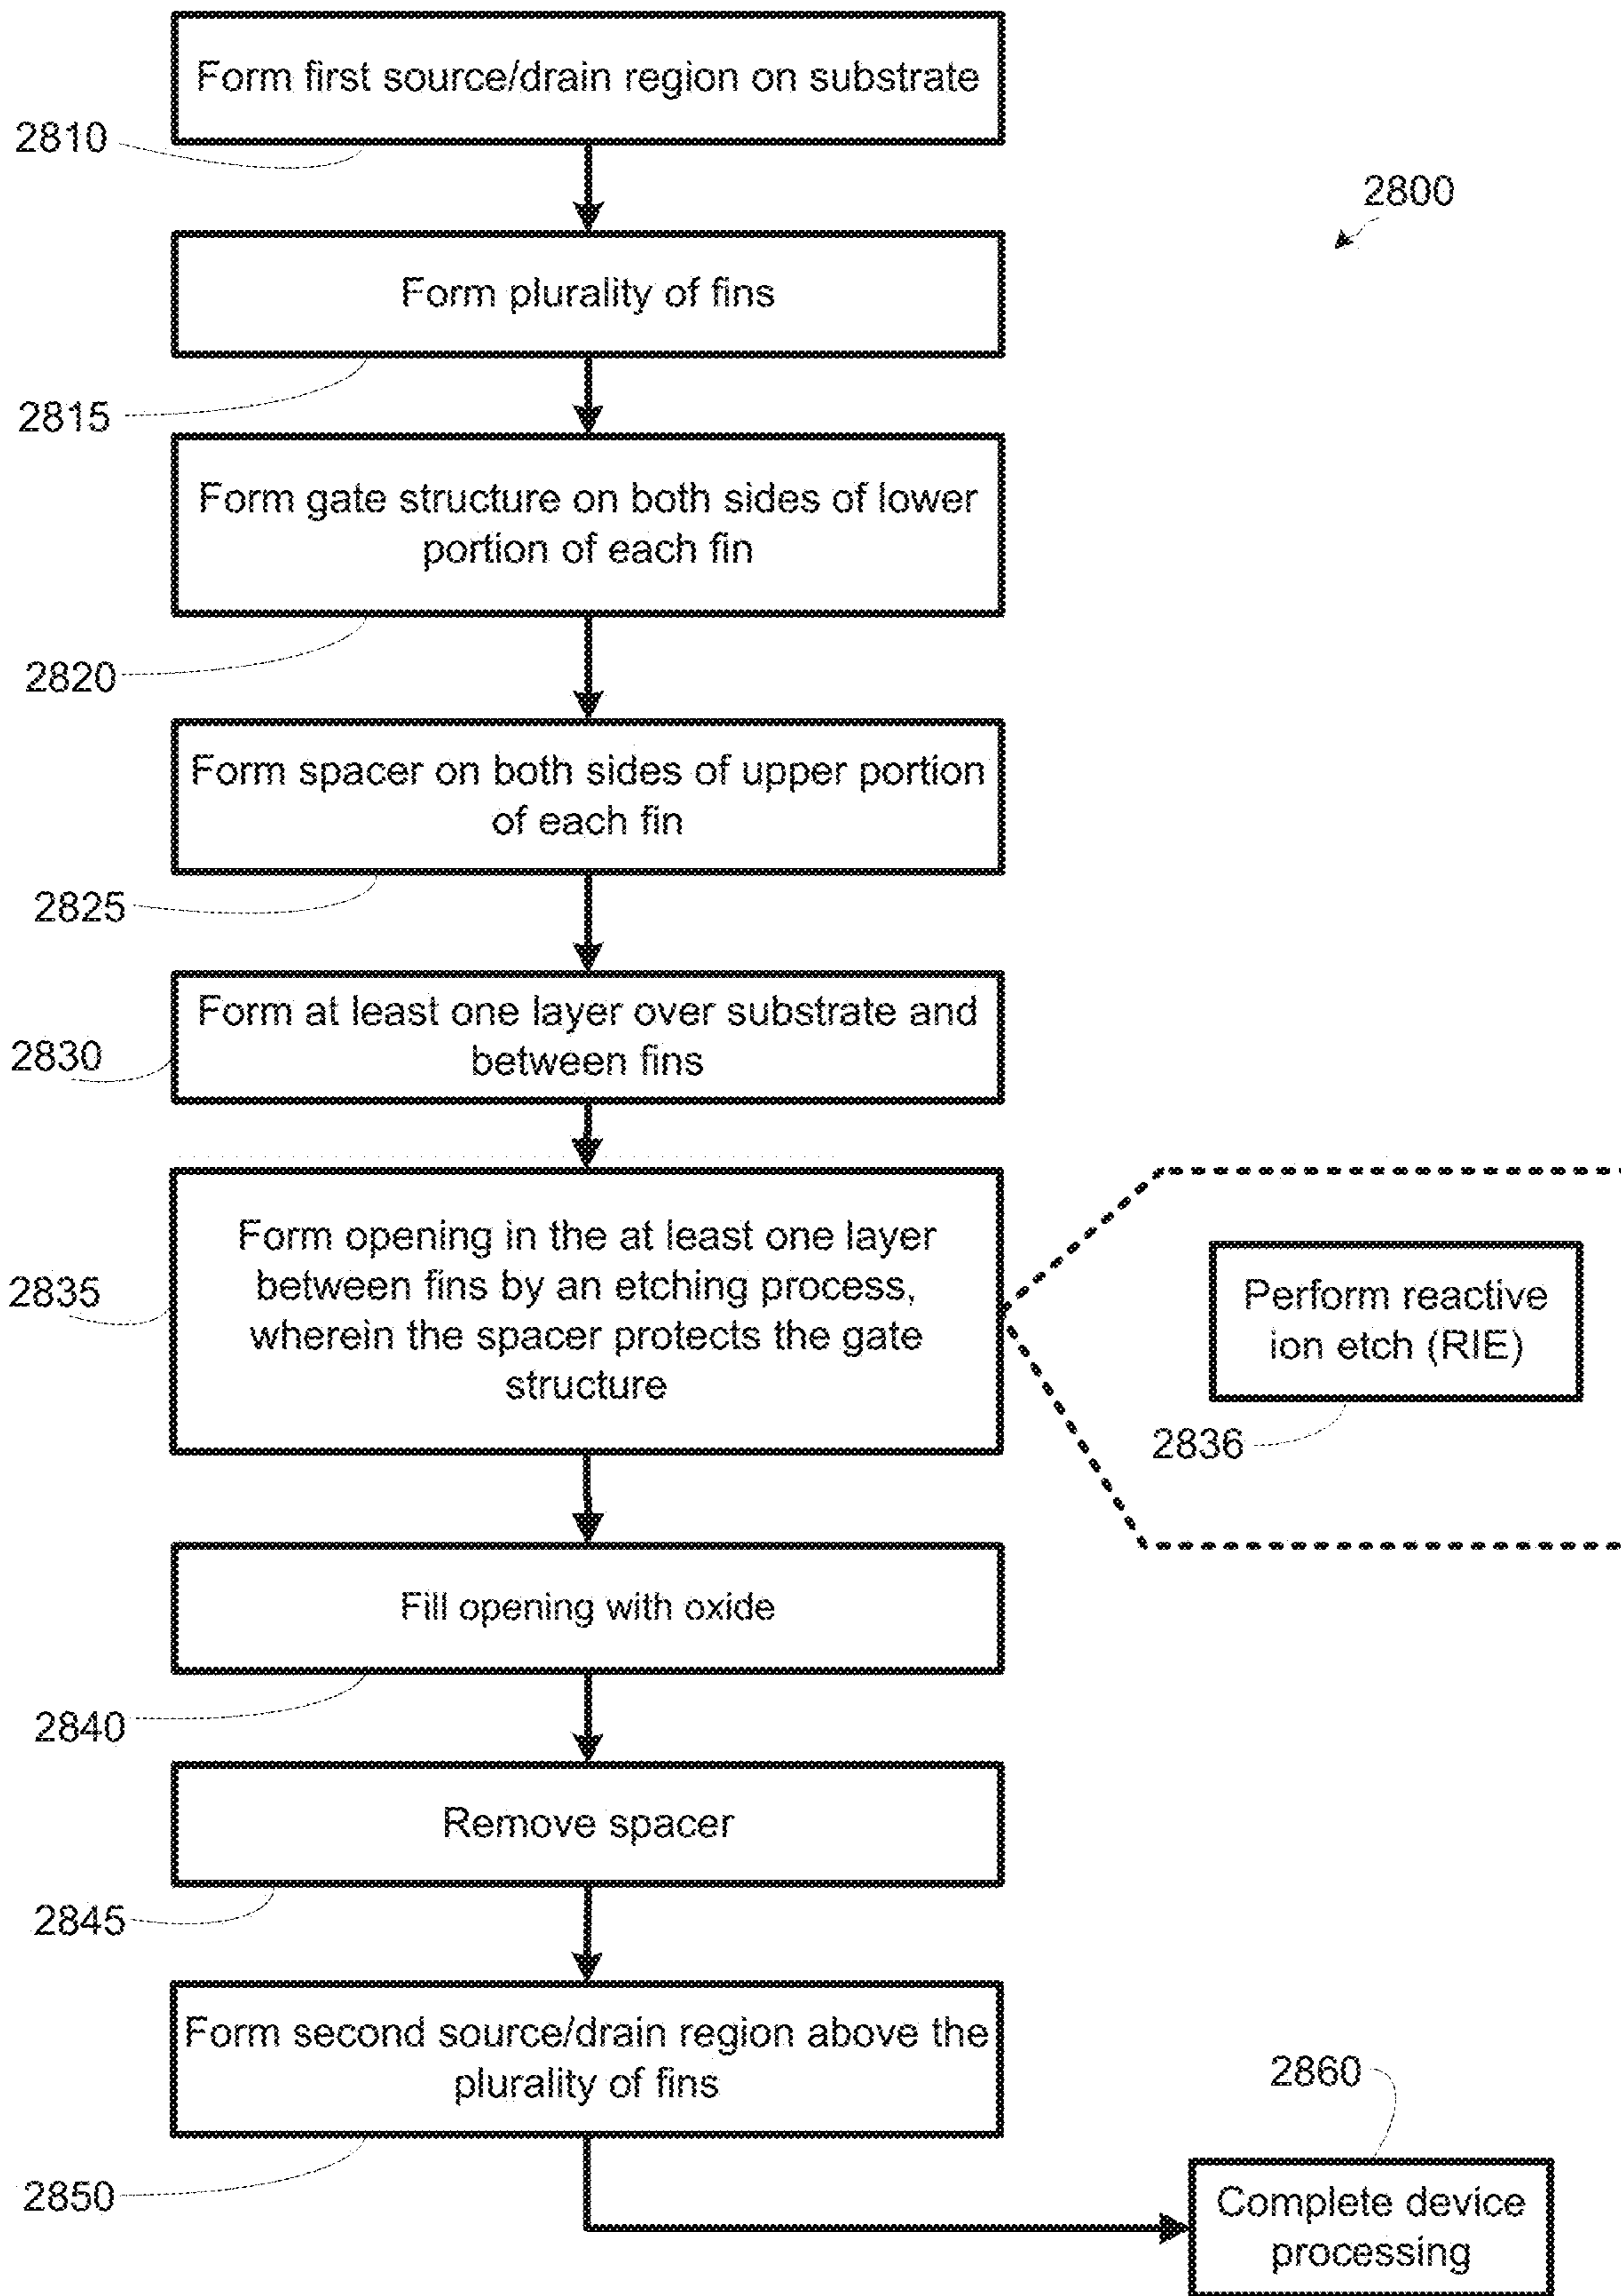 Form first source/drain region on substrate
2810
2800
Form plurality of fins
2815
Form gate structure on both sides of lower
portion of each fin
2820
Form spacer on both sides of upper portion
of each fin
2825
Form at least one layer over substrate and
between fins
2830
Form opening in the at least one layer
between fins by an etching process,
wherein the spacer protects the gate
structure
2835
Perform reactive
ion etch (RIE)
2836
Fill opening with oxide
2840
Remove spacer
2845
Form second source/drain region above the
plurality of fins
2850
2860
Complete device
processing